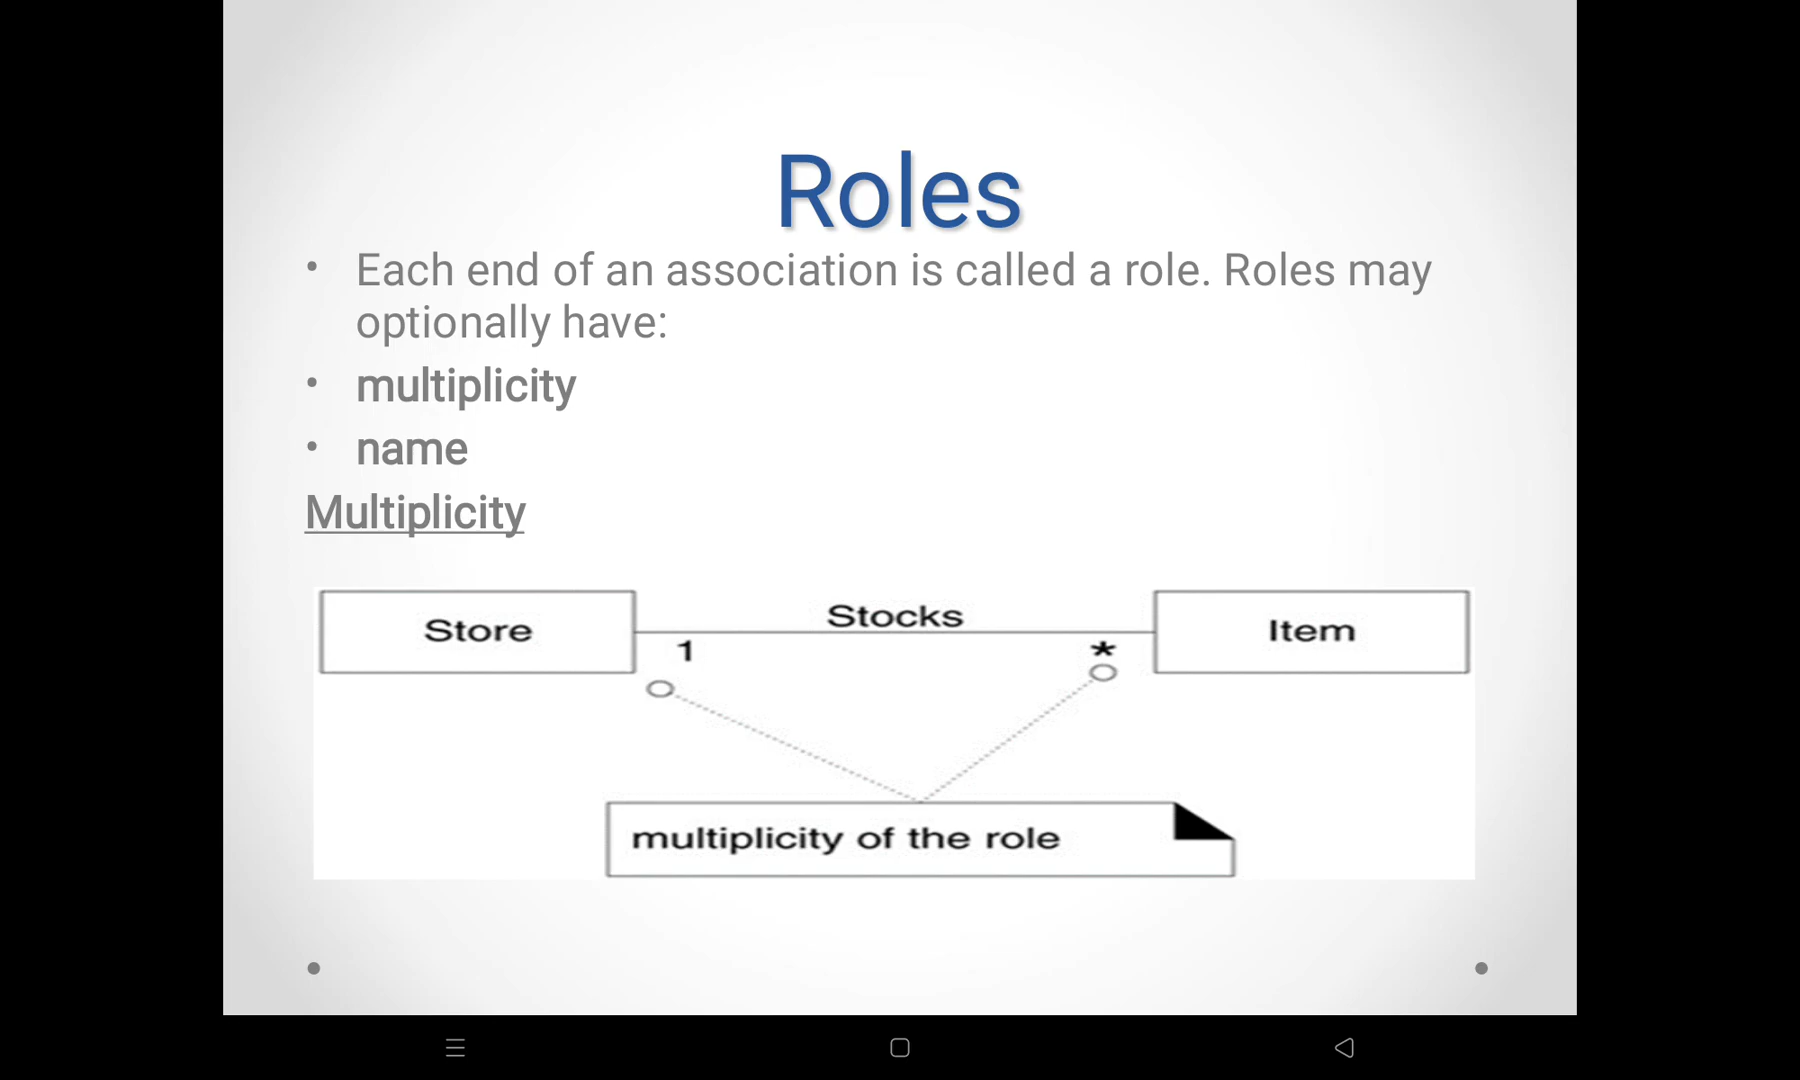 Roles
• Each end of an association is called a role. Roles may
optionally have:
• multiplicity
• name
Multiplicity
Store
Stocks
Item
1
*
multiplicity of the role